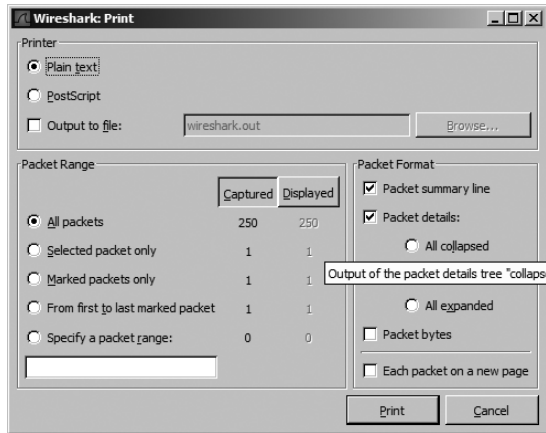 Wireshark: Print
Printer
Plain text
PostScript
Output to file: wireshark.out Browse...
Packet Range
Captured Displayed
All packets 250 250
Selected packet only 1 1
Marked packets only 1 1
From first to last marked packet 1 1
Specify a packet range: 0 0
Packet Format
Packet summary line
Packet details:
All collapsed
Output of the packet details tree "collaps
All expanded
Packet bytes
Each packet on a new page
Print Cancel